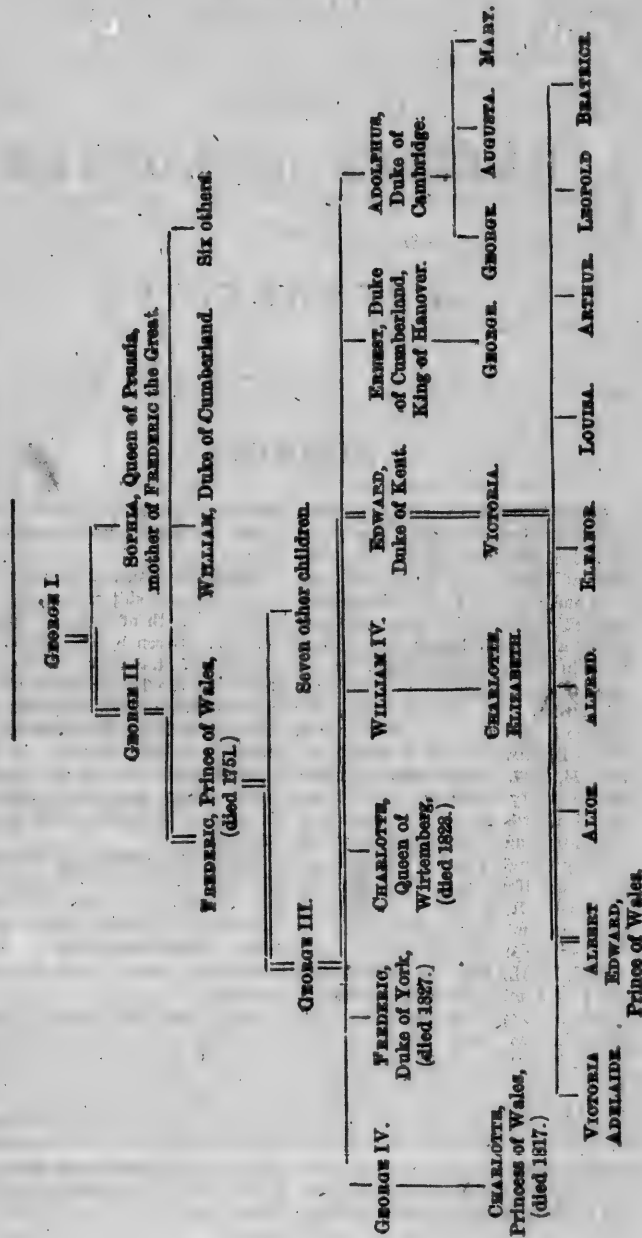 GEORGE I.
GEORGE II.
SOPHIA, Queen of Prussia,
mother of FREDERIC the Great.
FREDERIC, Prince of Wales,
(died 1751.)
WILLIAM, Duke of Cumberland.
Six others.
GEORGE III.
Seven other children.
GEORGE IV.
FREDERIC,
Duke of York,
(died 1827.)
CHARLOTTE,
Queen of
Wirtemberg,
(died 1828.)
WILLIAM IV.
EDWARD,
Duke of Kent.
ERNEST, Duke
of Cumberland,
King of Hanover.
ADOLPHUS,
Duke of
Cambridge.
CHARLOTTE,
Princess of Wales,
(died 1817.)
CHARLOTTE,
ELIZABETH.
VICTORIA.
GEORGE.
GEORGE.
AUGUSTA.
MARY.
VICTORIA
ADELAIDE.
ALBERT
EDWARD,
Prince of Wales.
ALICE.
ALFRED.
ELEANOR.
LOUISA.
ARTHUR.
LEOPOLD
BEATRICE.